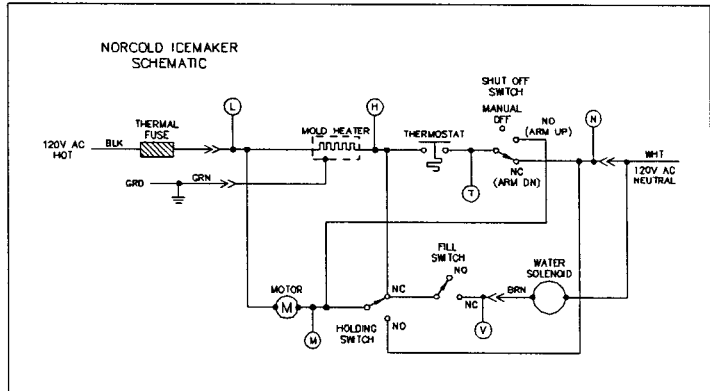 NORCOLD ICEMAKER
SCHEMATIC
L
H
SHUT OFF
SWITCH
MANUAL
OFF
NO
(ARM UP)
N
THERMAL
FUSE
MOLD HEATER
THERMOSTAT
120V AC
HOT
BLK
WHT
120V AC
NEUTRAL
NC
(ARM DN)
GRD
GRN
T
FILL
SWITCH
NO
WATER
SOLENOID
MOTOR
M
NC
NC
BRN
M
HOLDING
SWITCH
NO
V